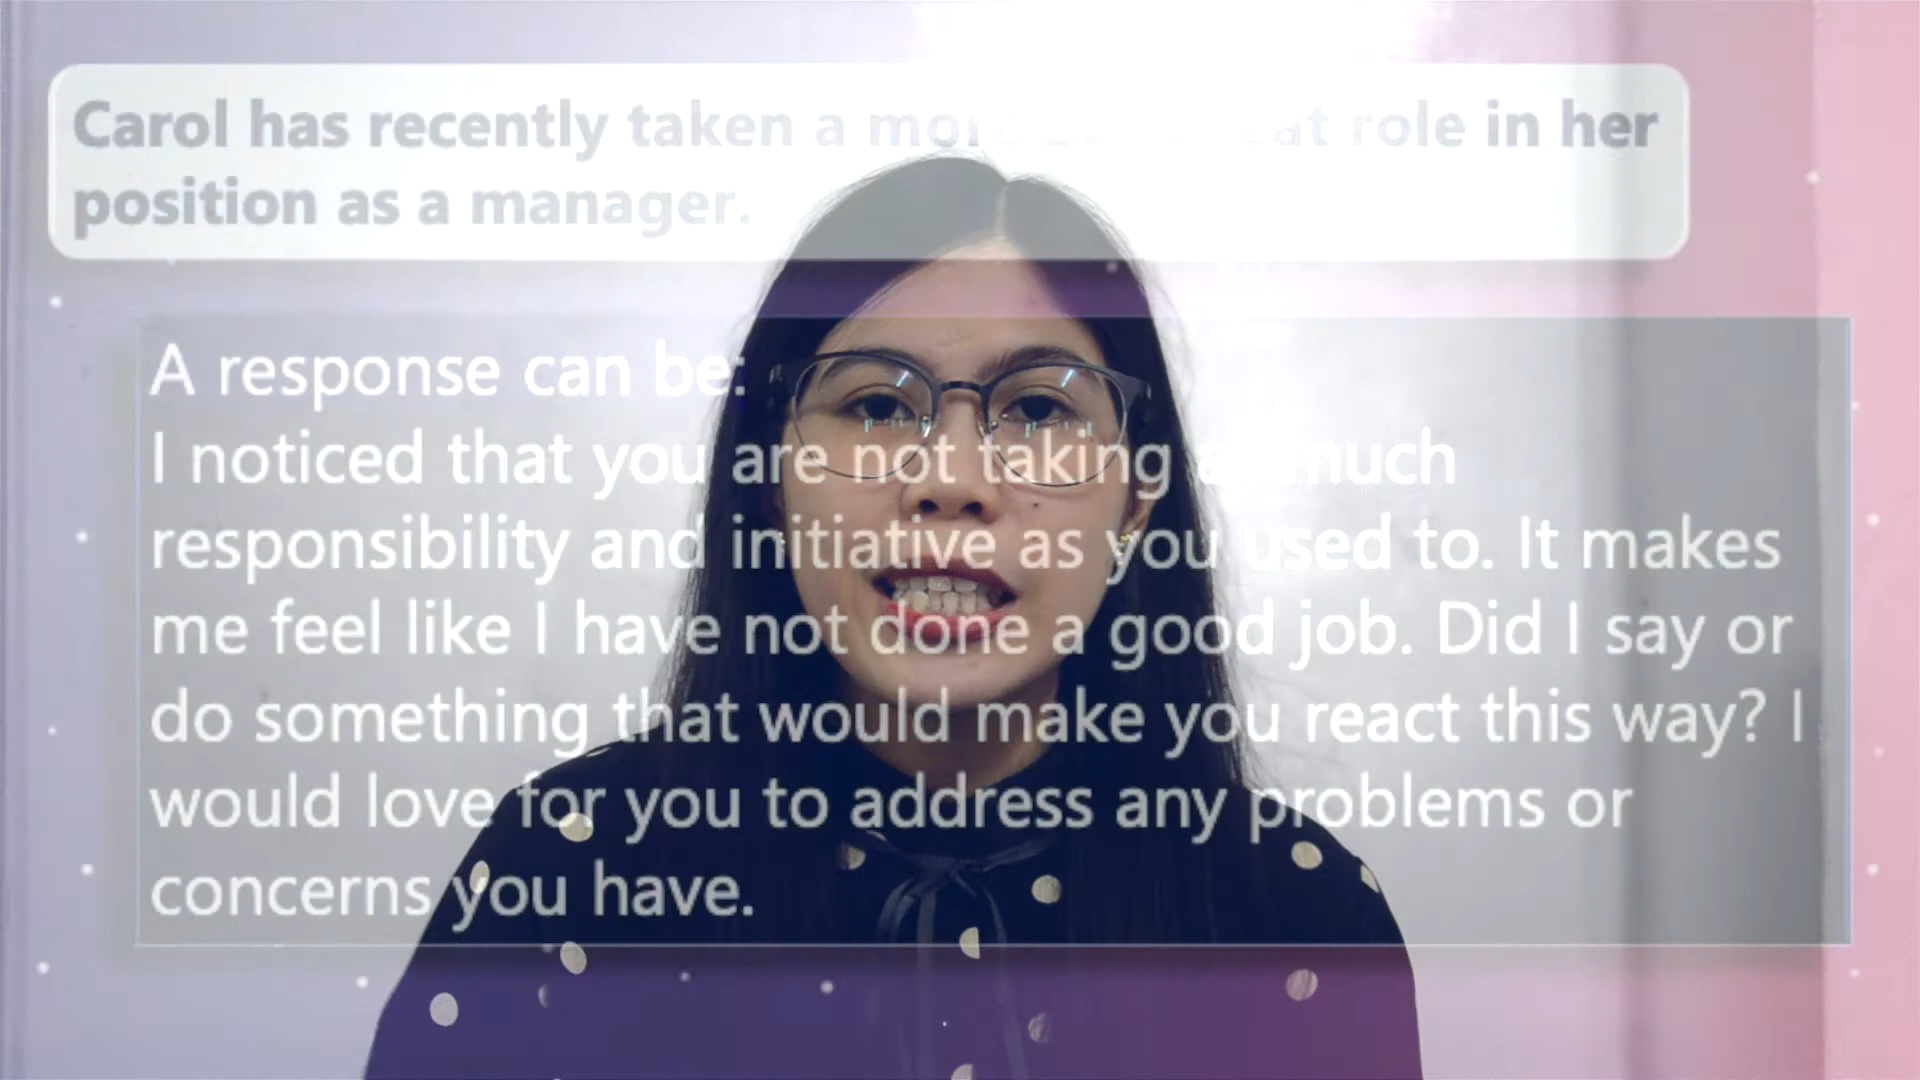 Carol has recently taken a more role in her
position as a manager.
A response can be:
I noticed that you are not taking as much
responsibility and initiative as you used to. It makes
me feel like I have not done a good job. Did I say or
do something that would make you react this way? I
would love for you to address any problems or
concerns you have.